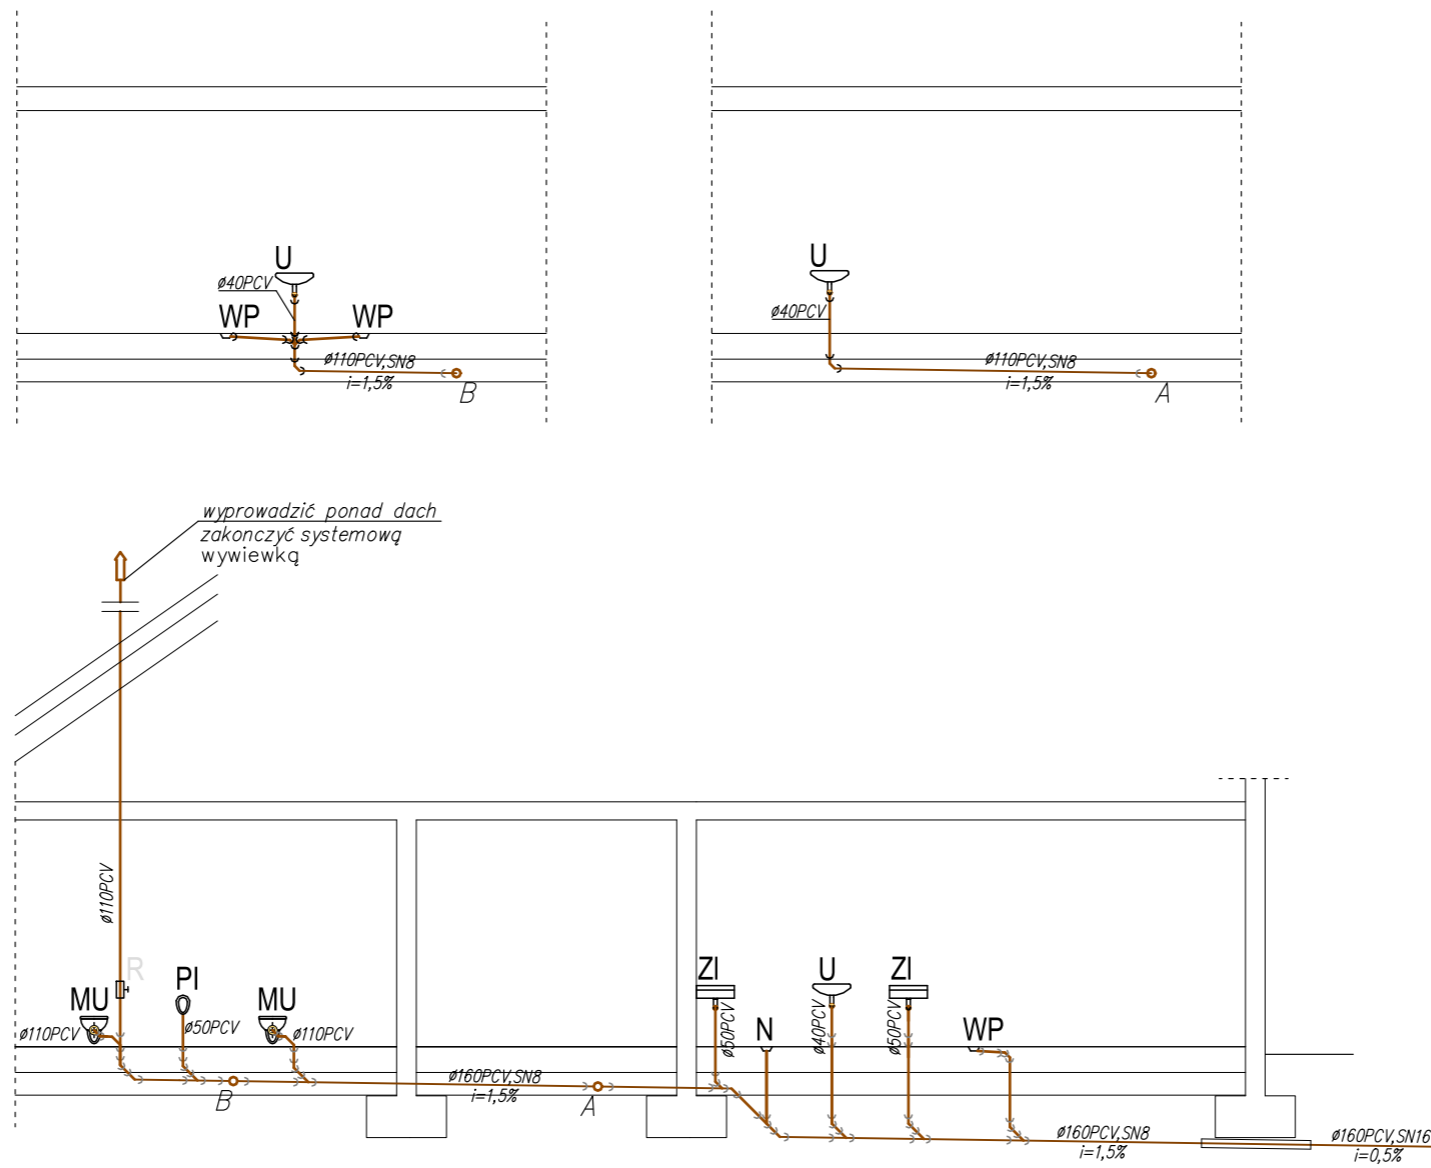 U
ø40PCV
WP
WP
ø110PCV,SN8
i=1,5%
B
U
ø40PCV
ø110PCV,SN8
i=1,5%
A
wyprowadzić ponad dach
zakonczyć systemową
wywiewką
ø110PCV
R
MU
PI
MU
ø110PCV
ø50PCV
ø110PCV
B
ø160PCV,SN8
i=1,5%
A
ZI
U
ZI
N
WP
ø50PCV
ø40PCV
ø50PCV
ø160PCV,SN8
i=1,5%
ø160PCV,SN16
i=0,5%